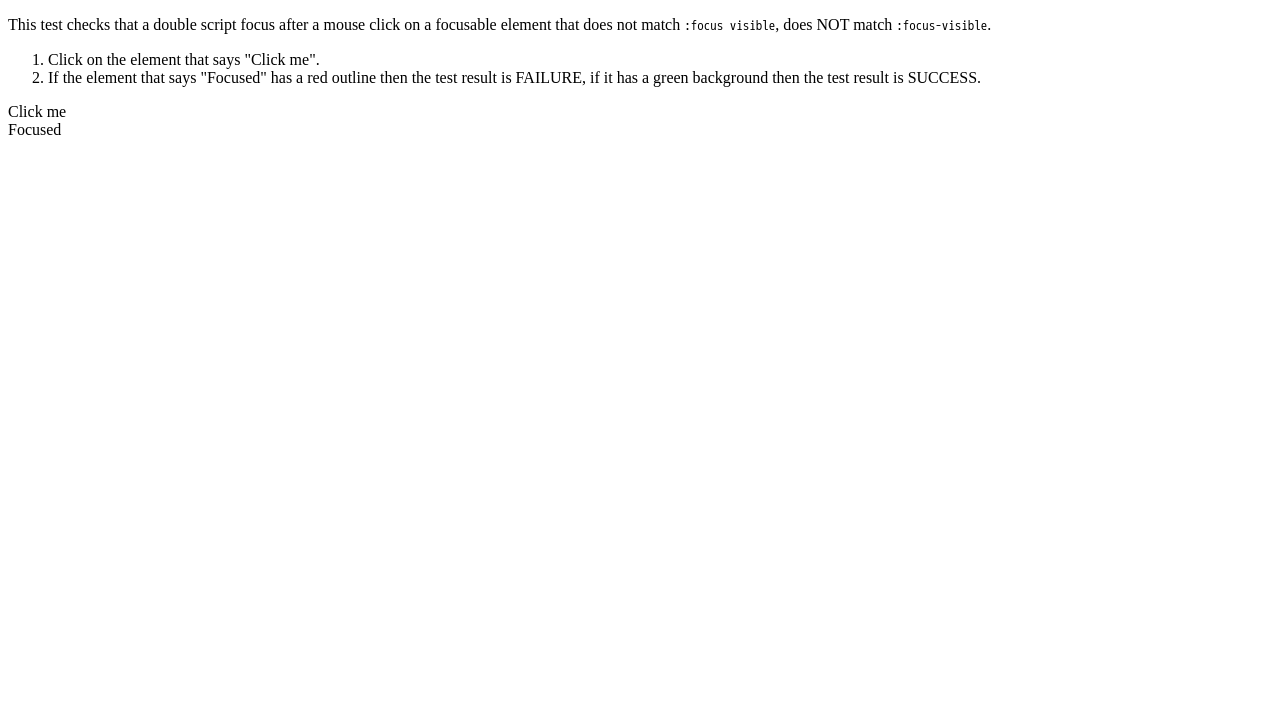 This test checks that a double script focus after a mouse click on a focusable element that does not match :focus visible, does NOT match :focus-visible.
1. Click on the element that says "Click me".
2. If the element that says "Focused" has a red outline then the test result is FAILURE, if it has a green background then the test result is SUCCESS.
Click me
Focused